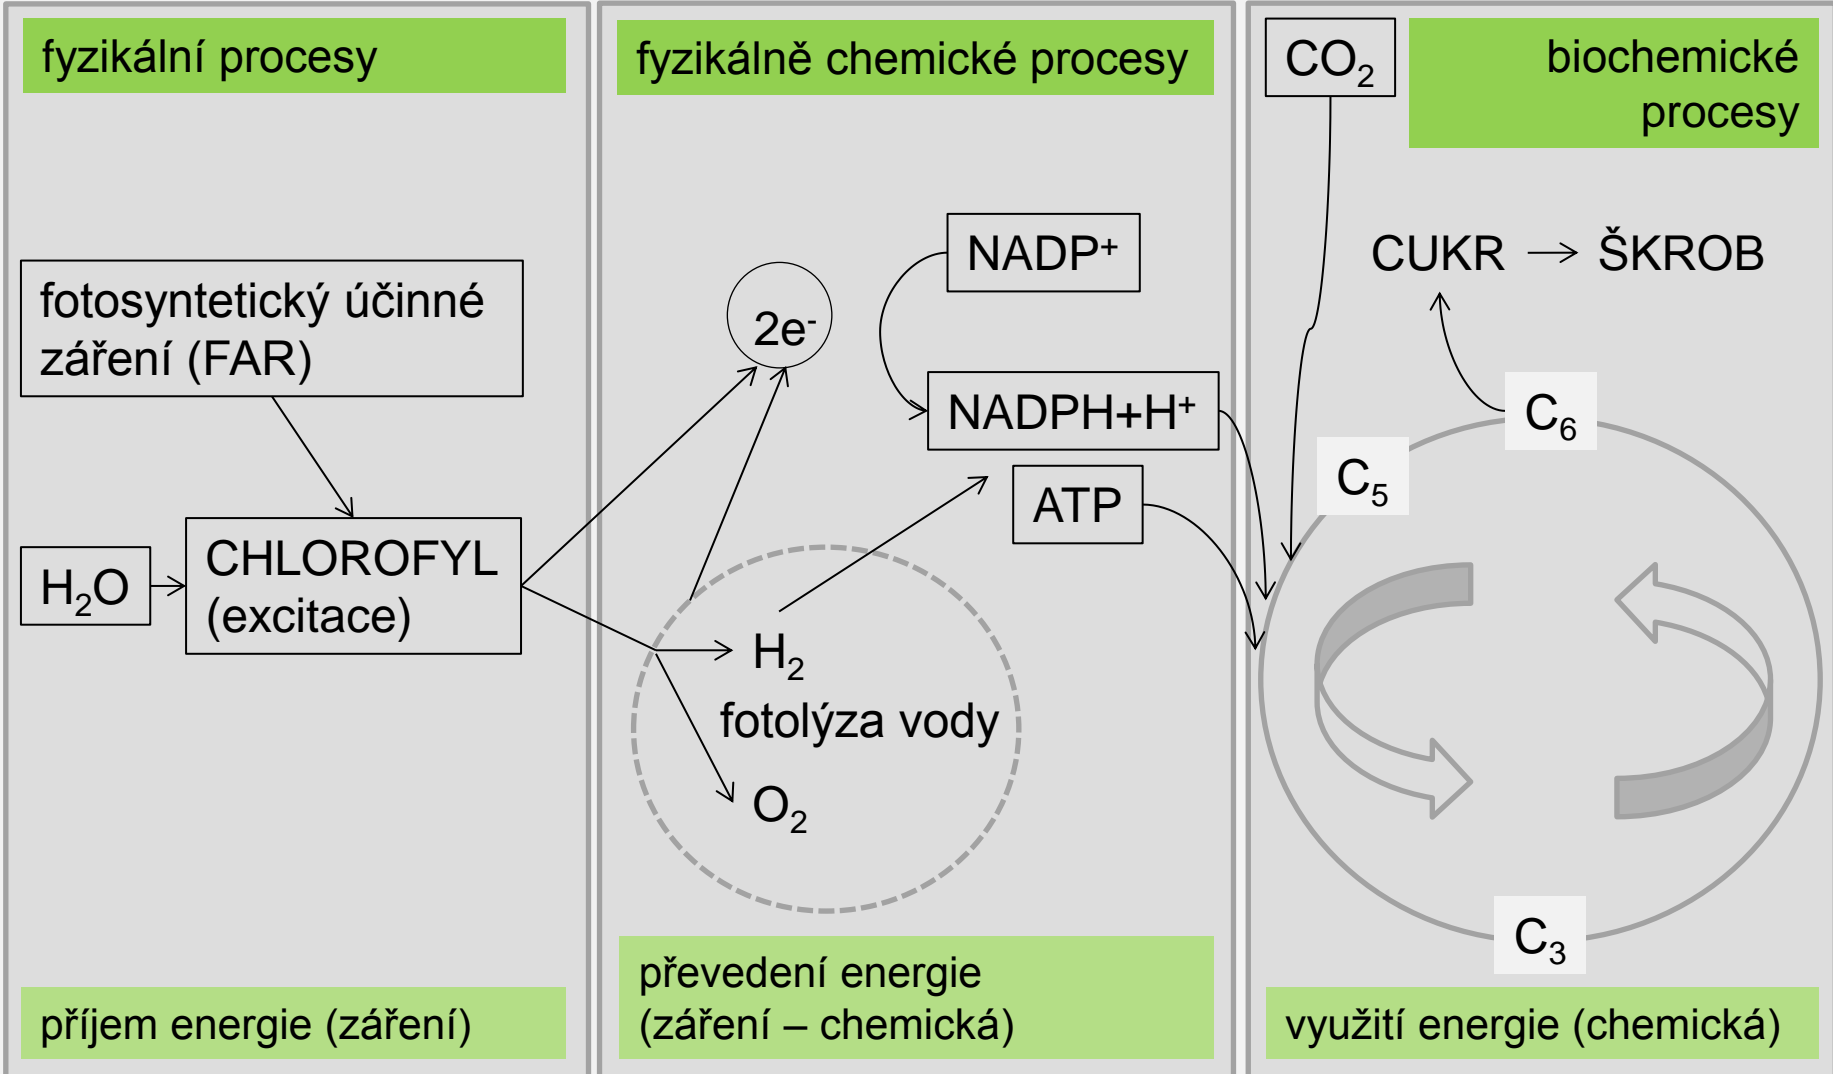 fyzikální procesy
fotosyntetický účinné
záření (FAR)
H₂O
CHLOROFYL
(excitace)
příjem energie (záření)
fyzikálně chemické procesy
2e⁻
NADP⁺
NADPH+H⁺
ATP
H₂
fotolýza vody
O₂
převedení energie
(záření – chemická)
CO₂
biochemické
procesy
CUKR → ŠKROB
C₆
C₅
C₃
využití energie (chemická)